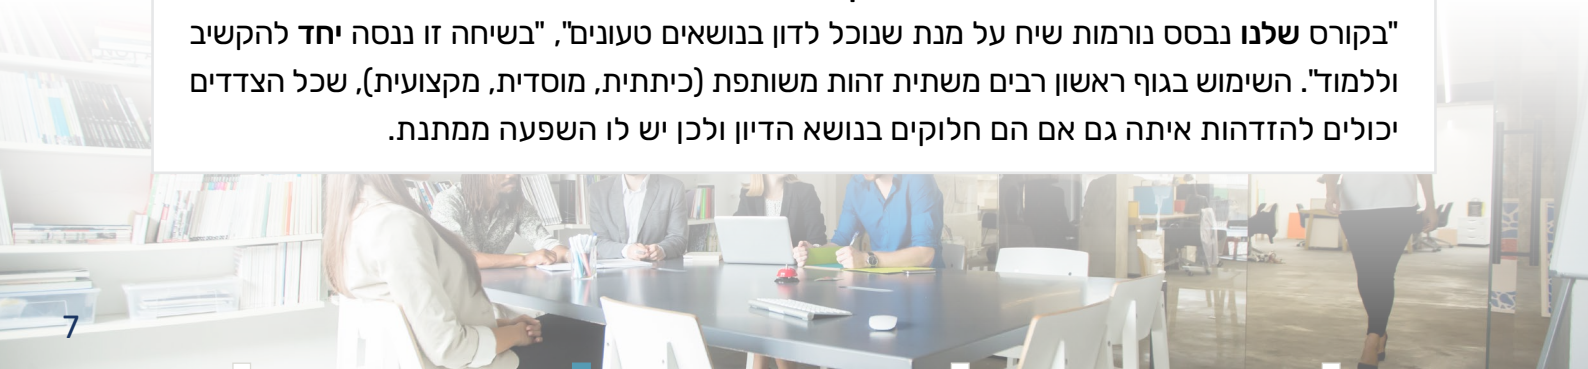 "בקורס שלנו נבסס נורמות שיח על מנת שנוכל לדון בנושאים טעונים", "בשיחה זו ננסה יחד להקשיב
וללמוד". השימוש בגוף ראשון רבים משתית זהות משותפת (כיתתית, מוסדית, מקצועית), שכל הצדדים
יכולים להזדהות איתה גם אם הם חלוקים בנושא הדיון ולכן יש לו השפעה ממתנת.
7